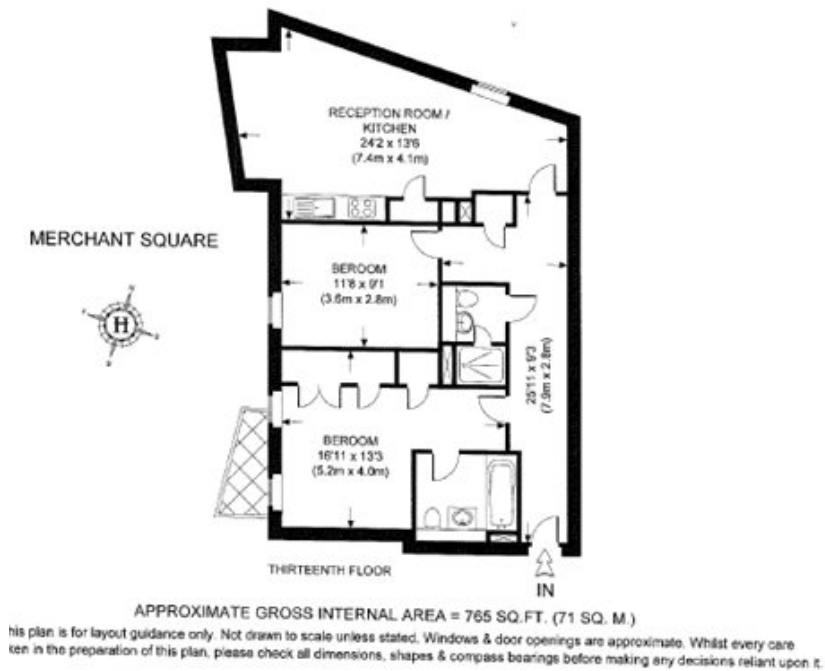 RECEPTION ROOM /
KITCHEN
24'2 x 13'6
(7.4m x 4.1m)
MERCHANT SQUARE
BEROOM
11'8 x 9'1
(3.6m x 2.8m)
H
25'11 x 9'3
(7.9m x 2.8m)
BEROOM
16'11 x 13'3
(5.2m x 4.0m)
THIRTEENTH FLOOR
IN
APPROXIMATE GROSS INTERNAL AREA = 765 SQ.FT. (71 SQ. M.)
his plan is for layout guidance only. Not drawn to scale unless stated. Windows & door openings are approximate. Whilst every care
ken in the preparation of this plan, please check all dimensions, shapes & compass bearings before making any decisions reliant upon it.